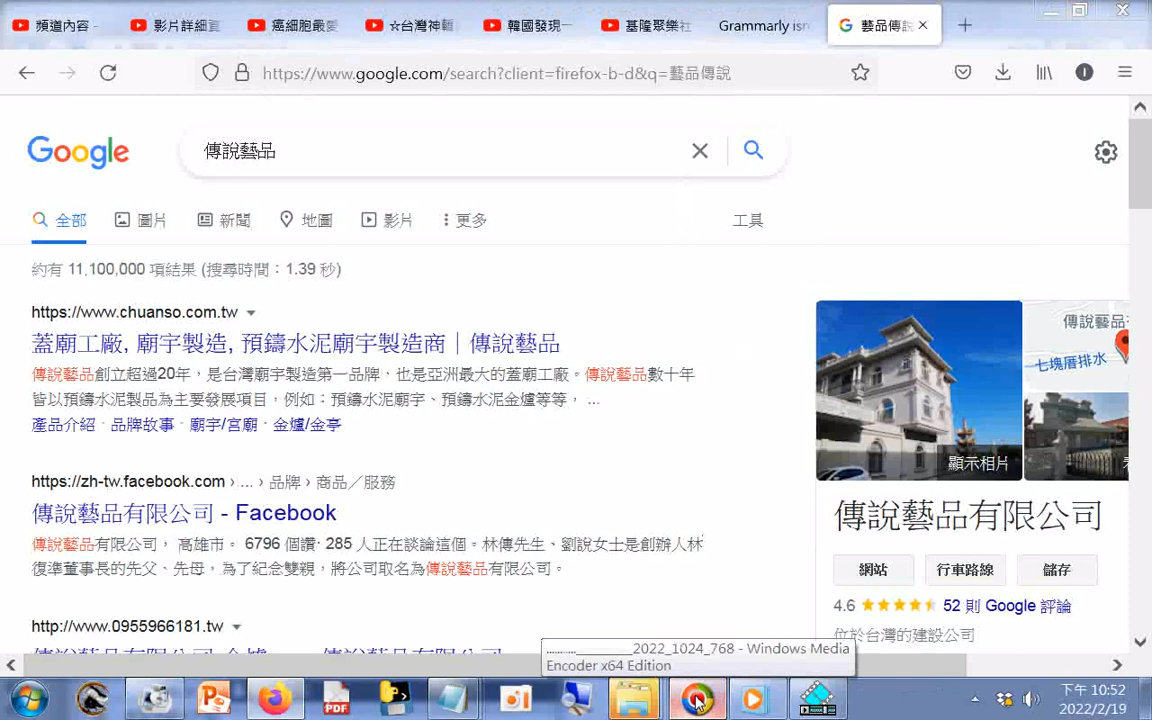 頻道內容 -
影片詳細資
癌細胞最愛
☆台灣神輯
韓國發現一
基隆聚樂社
Grammarly isn
藝品傳說
https://www.google.com/search?client=firefox-b-d&q=藝品傳說
Google
傳說藝品
全部
圖片
新聞
地圖
影片
更多
工具
約有 11,100,000 項結果 (搜尋時間：1.39 秒)
https://www.chuanso.com.tw
蓋廟工廠, 廟宇製造, 預鑄水泥廟宇製造商｜傳說藝品
傳說藝品創立超過20年，是台灣廟宇製造第一品牌，也是亞洲最大的蓋廟工廠。傳說藝品數十年
皆以預鑄水泥製品為主要發展項目，例如：預鑄水泥廟宇、預鑄水泥金爐等等， ...
產品介紹 · 品牌故事 · 廟宇/宮廟 · 金爐/金亭
https://zh-tw.facebook.com › ... › 品牌 › 商品／服務
傳說藝品有限公司 - Facebook
傳說藝品有限公司， 高雄市。 6796 個讚· 285 人正在談論這個。林傳先生、劉說女士是創辦人林
復準董事長的先父、先母，為了紀念雙親，將公司取名為傳說藝品有限公司。
http://www.0955966181.tw
傳說藝品
七塊厝排水
顯示相片
傳說藝品有限公司
網站
行車路線
儲存
4.6
52 則 Google 評論
位於台灣的建設公司
..........________2022_1024_768 - Windows Media
Encoder x64 Edition
PDF
下午 10:52
2022/2/19